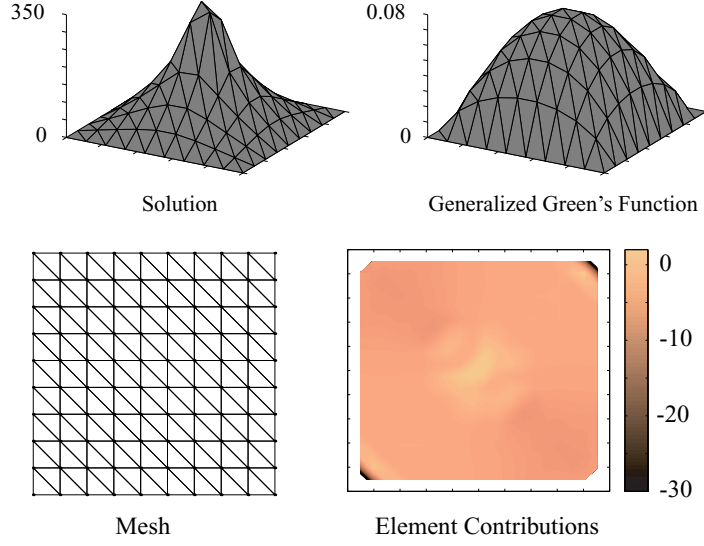 350
0
Solution
0.08
0
Generalized Green's Function
Mesh
0
-10
-20
-30
Element Contributions